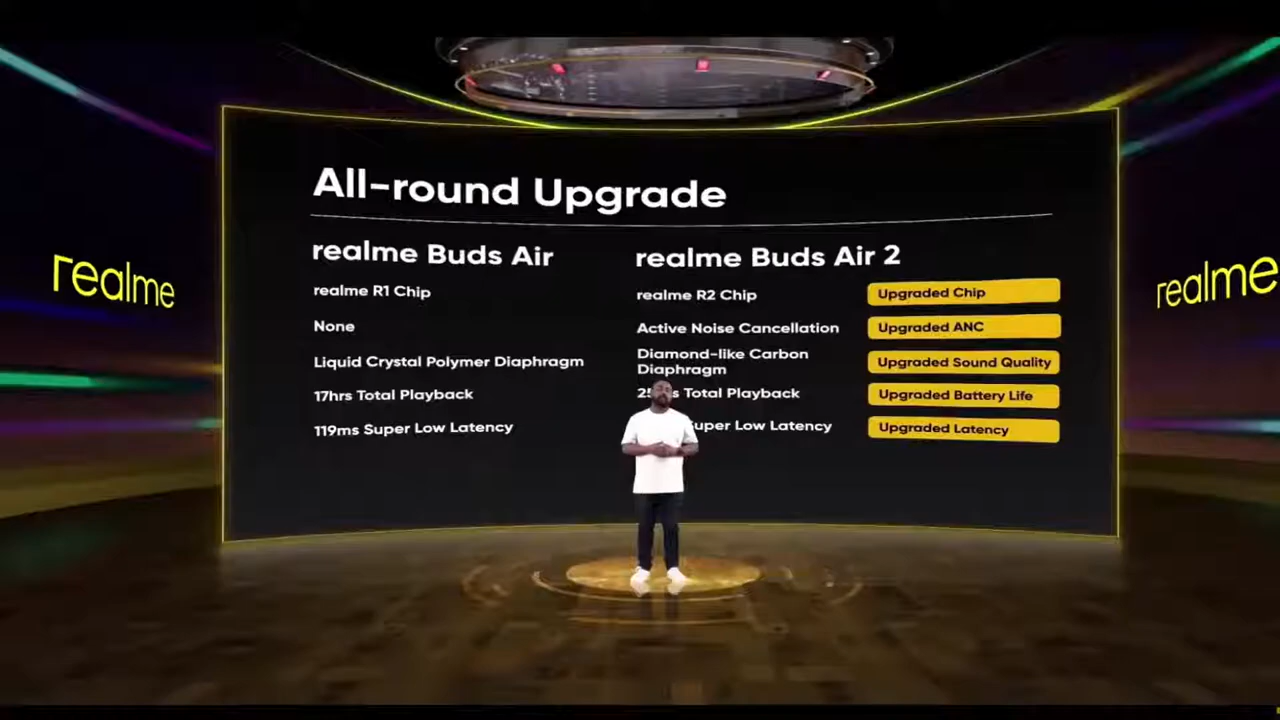 All-round Upgrade
realme Buds Air
realme Buds Air 2
realme R1 Chip
realme R2 Chip
Upgraded Chip
None
Active Noise Cancellation
Upgraded ANC
Liquid Crystal Polymer Diaphragm
Diamond-like Carbon
Diaphragm
Upgraded Sound Quality
17hrs Total Playback
Total Playback
Upgraded Battery Life
119ms Super Low Latency
Super Low Latency
Upgraded Latency
realme
realme